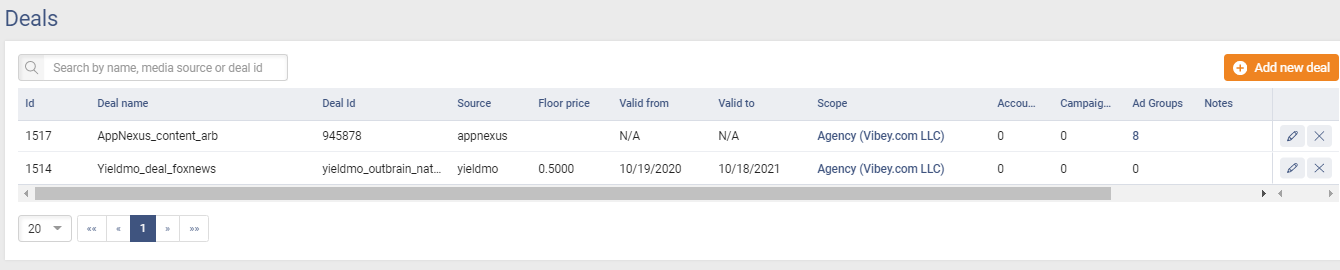 Deals
Search by name, media source or deal id
Add new deal
Id Deal name Deal Id Source Floor price Valid from Valid to Scope Accou... Campaig... Ad Groups Notes
1517 AppNexus_content_arb 945878 appnexus N/A N/A Agency (Vibey.com LLC) 0 0 8
1514 Yieldmo_deal_foxnews yieldmo_outbrain_nat... yieldmo 0.5000 10/19/2020 10/18/2021 Agency (Vibey.com LLC) 0 0 0
20 «« « 1 » »»